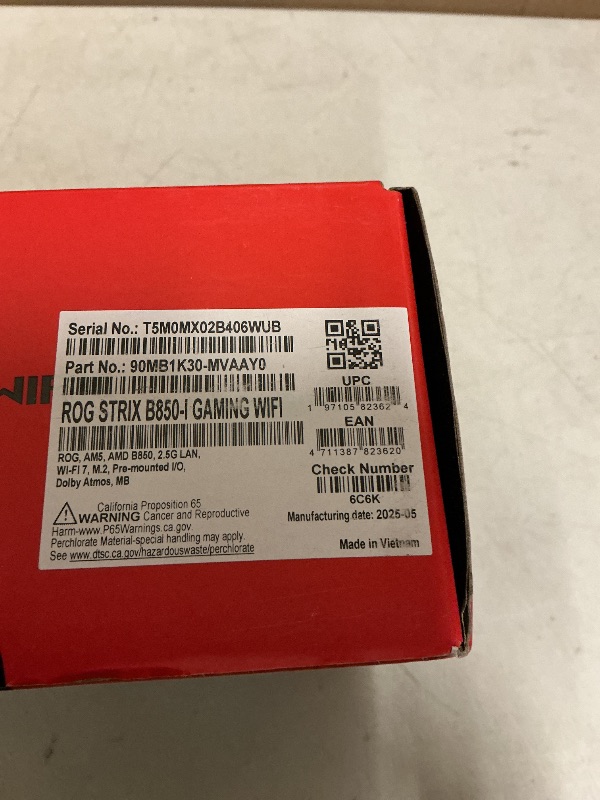 Serial No.: T5M0MX02B406WUB
Part No.: 90MB1K30-MVAAY0
ROG STRIX B850-I GAMING WIFI
ROG, AM5, AMD B850, 2.5G LAN,
WI-FI 7, M.2, Pre-mounted I/O,
Dolby Atmos, MB
California Proposition 65
WARNING Cancer and Reproductive
Harm-www.P65Warnings.ca.gov.
Perchlorate Material-special handling may apply.
See www.dtsc.ca.gov/hazardouswaste/perchlorate
UPC
1 97105 82362 4
EAN
4 711387 823620
Check Number
6C6K
Manufacturing date: 2025-05
Made in Vietnam